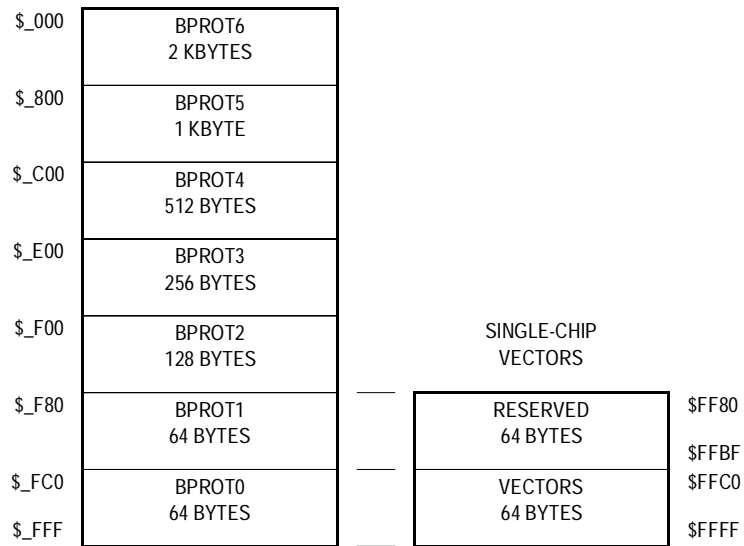 $_000
BPROT6
2 KBYTES
$_800
BPROT5
1 KBYTE
$_C00
BPROT4
512 BYTES
$_E00
BPROT3
256 BYTES
$_F00
BPROT2
128 BYTES
SINGLE-CHIP
VECTORS
$_F80
BPROT1
64 BYTES
RESERVED
64 BYTES
$FF80
$FFBF
$_FC0
BPROT0
64 BYTES
$_FFF
VECTORS
64 BYTES
$FFC0
$FFFF